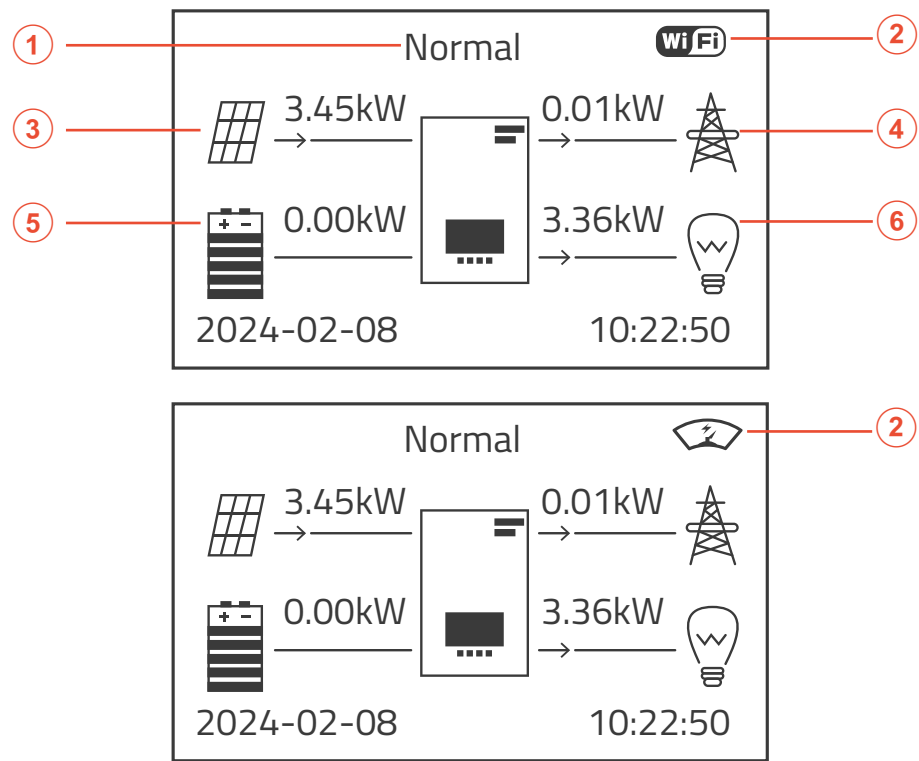 1 Normal WiFi 2
3 3.45kW 0.01kW 4
5 + - 0.00kW 3.36kW 6
2024-02-08 10:22:50
Normal 2
3.45kW 0.01kW
+ - 0.00kW 3.36kW
2024-02-08 10:22:50